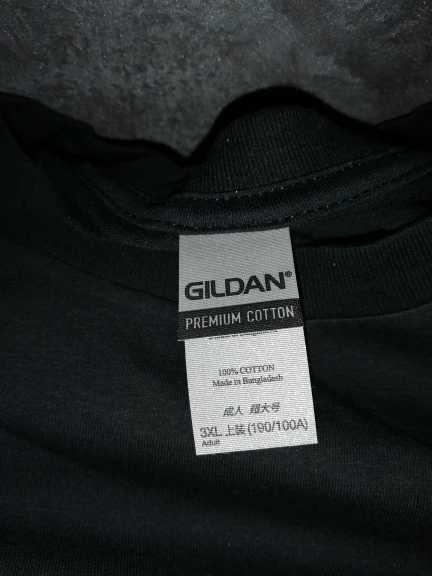 GILDAN®
PREMIUM COTTON
100% COTTON
Made in Bangladesh
成人 超大号
3XL 上装 (190/100A)
Adult